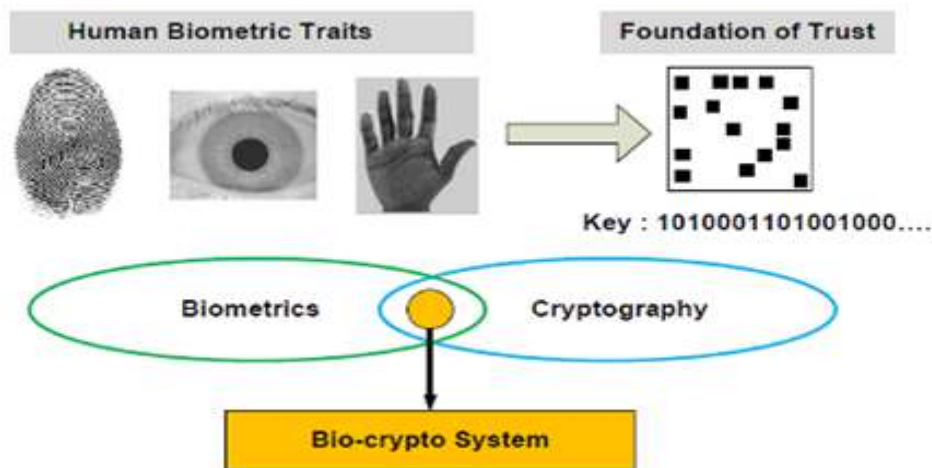 Human Biometric Traits
Foundation of Trust
Key : 1010001101001000....
Biometrics
Cryptography
Bio-crypto System